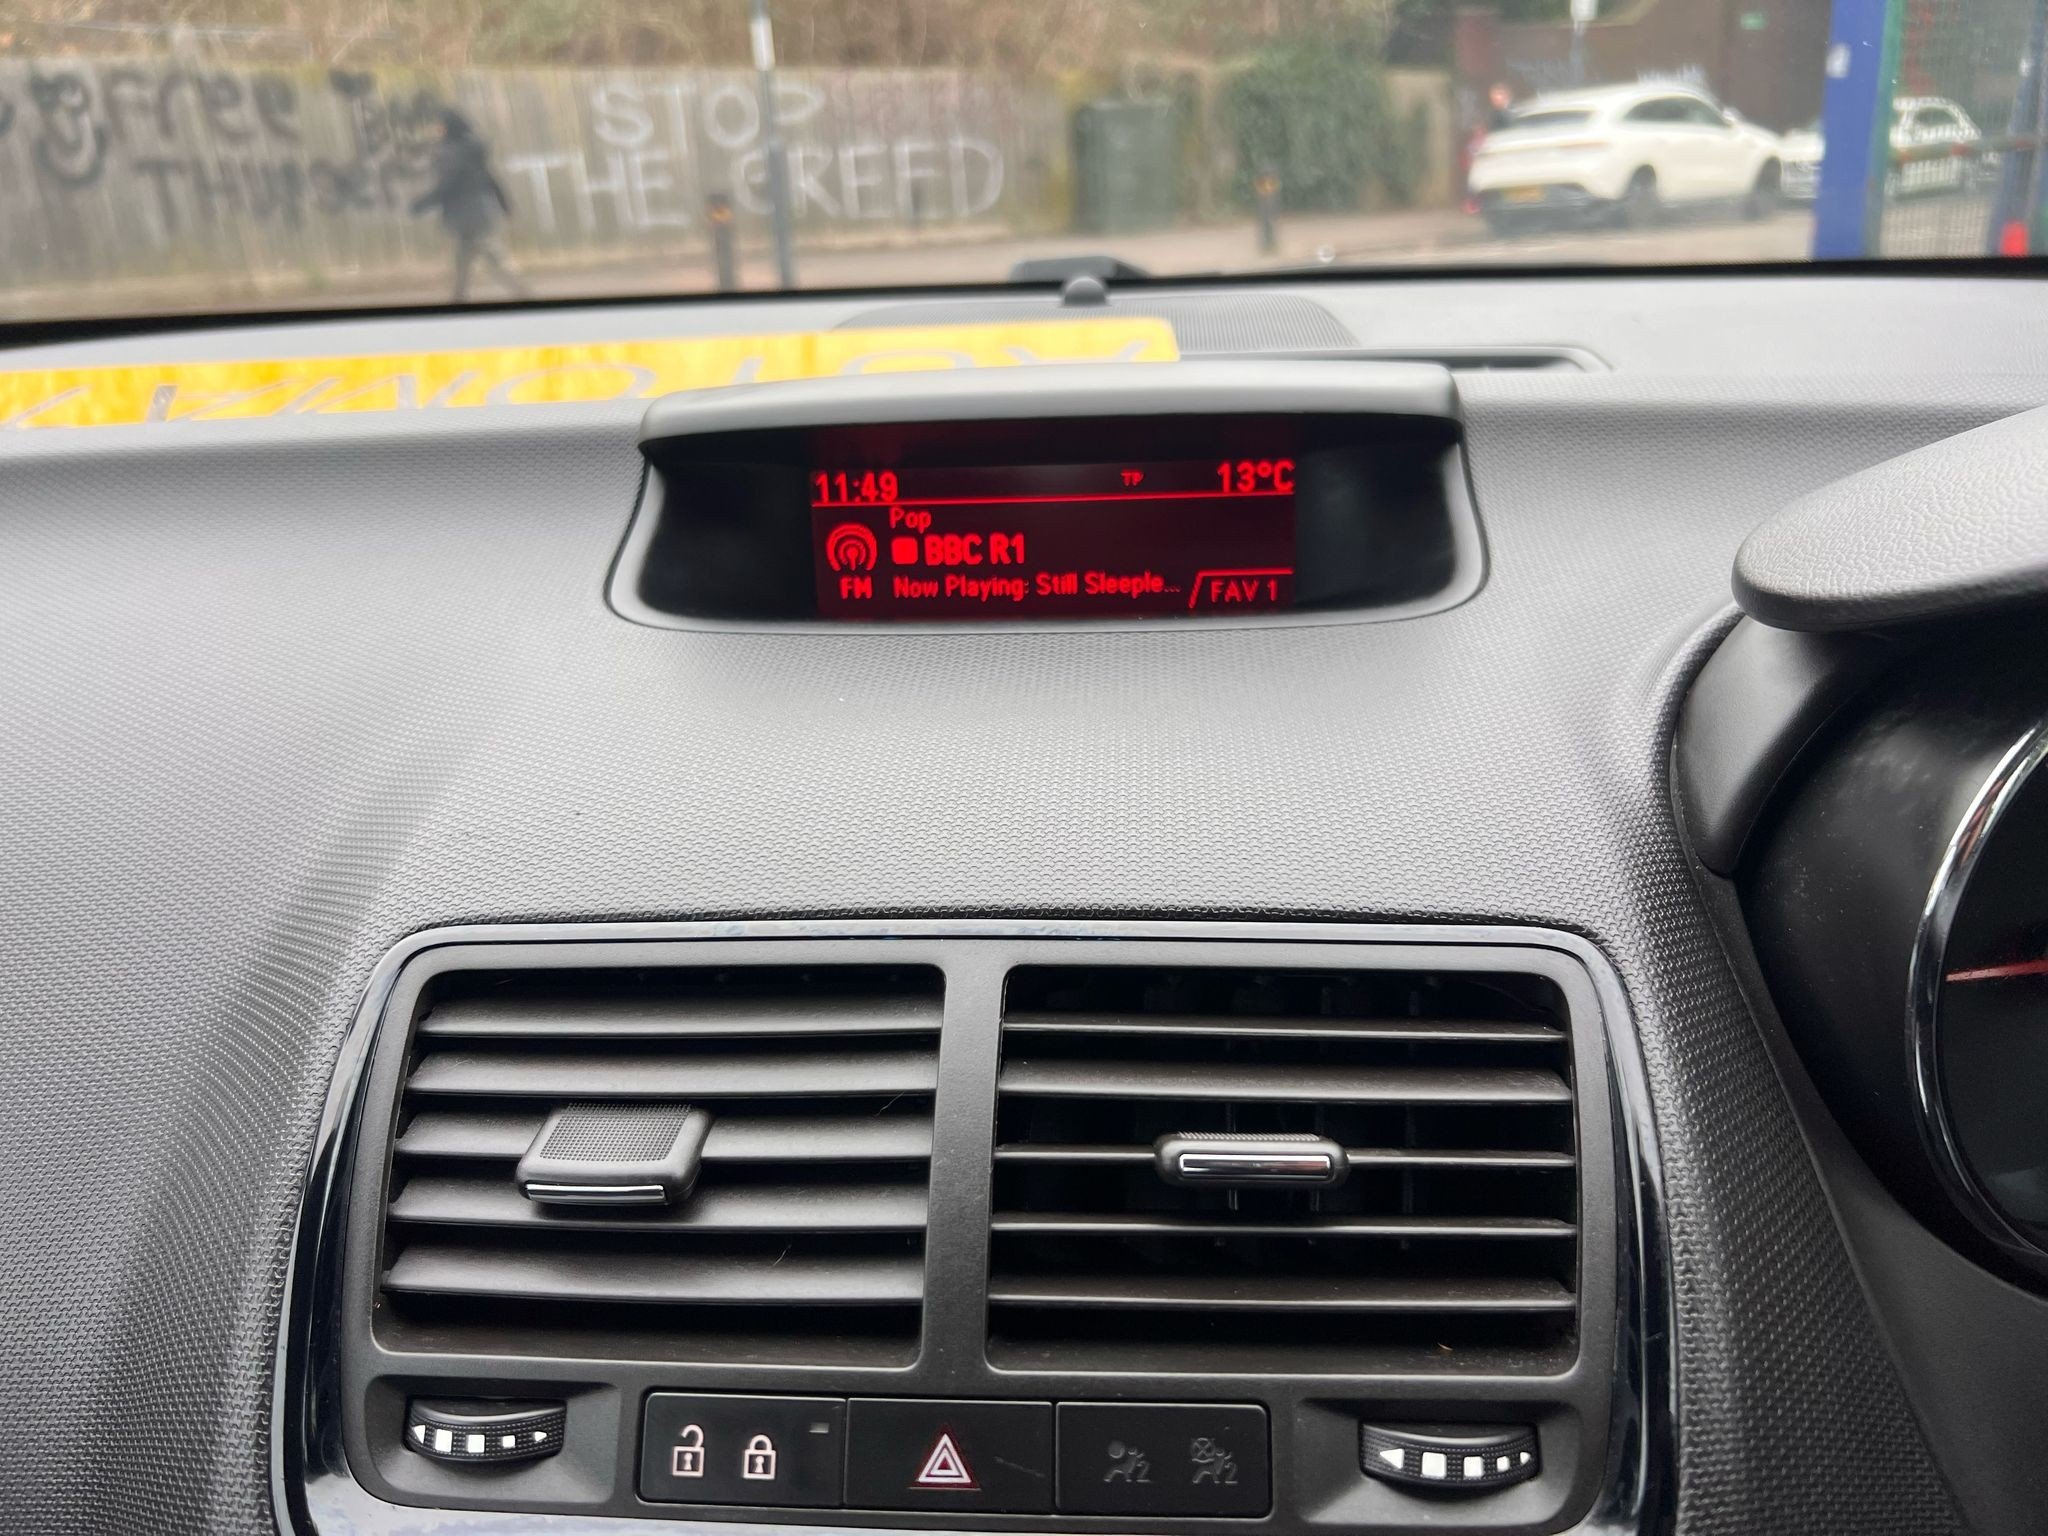 STOP
THE GREED
11:49 TP 13°C
Pop
BBC R1
FM Now Playing: Still Sleeple... FAV 1